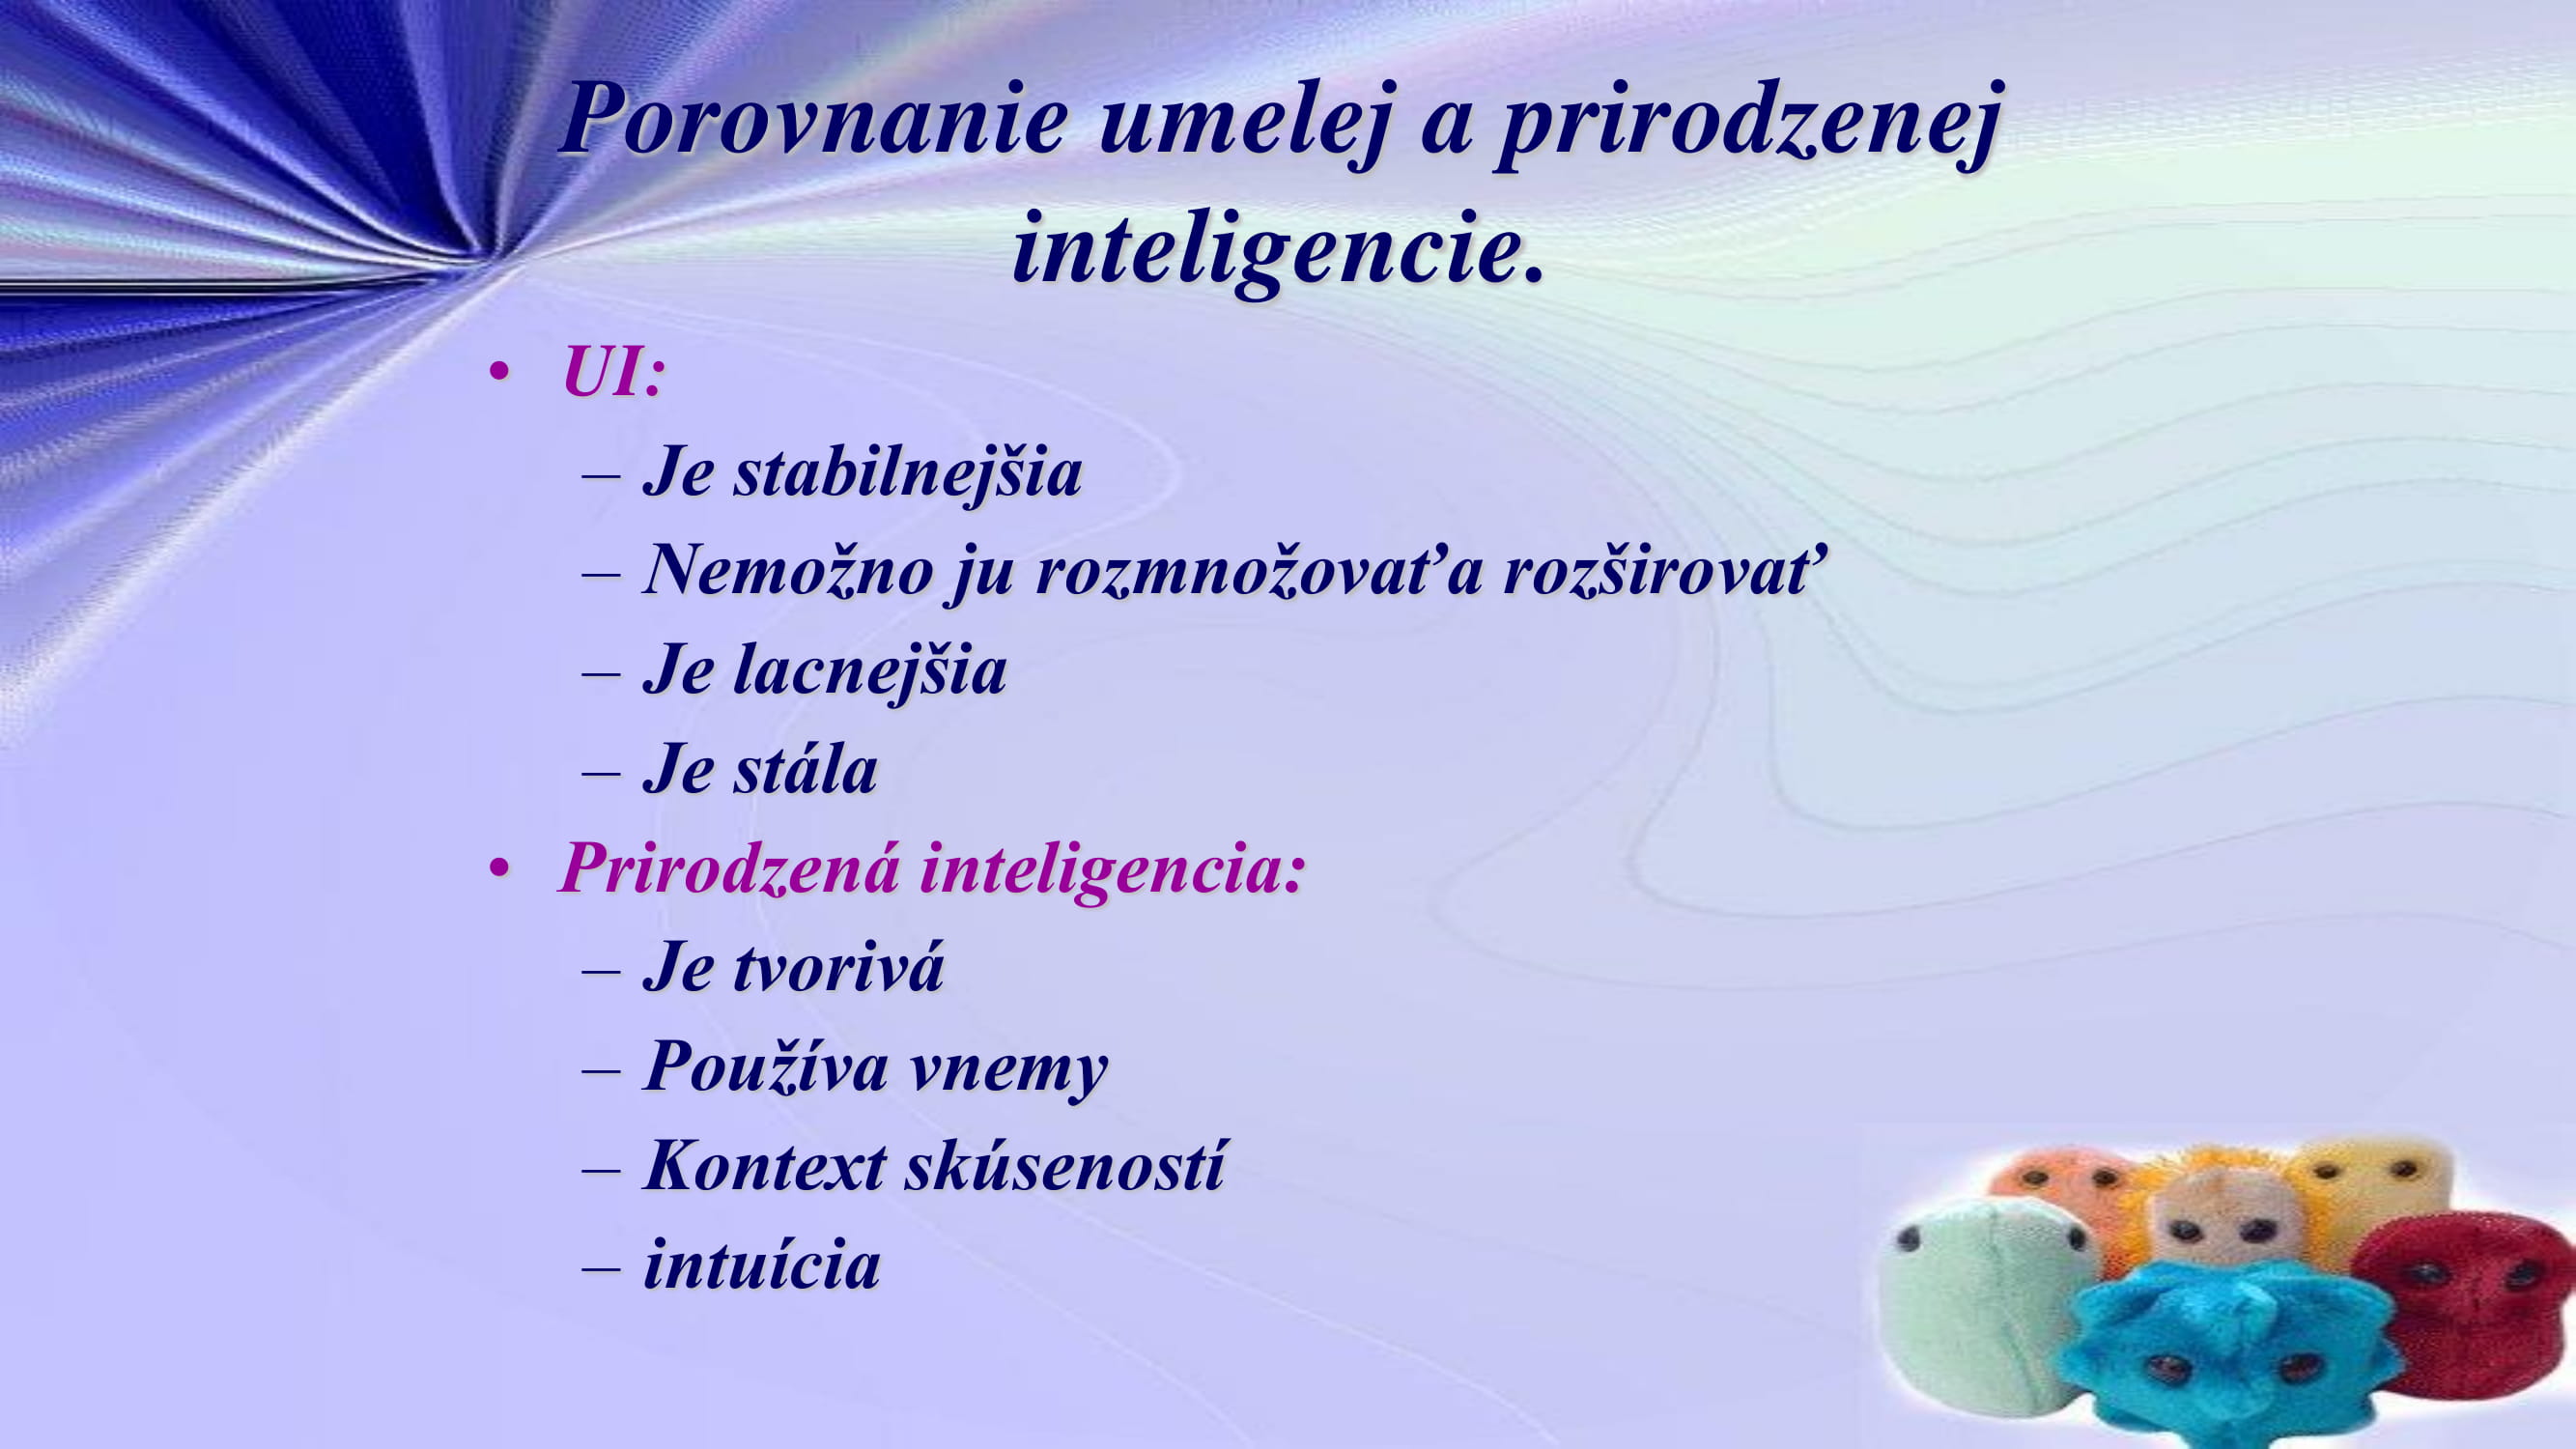 Porovnanie umelej a prirodzenej
inteligencie.
• UI:
– Je stabilnejšia
– Nemožno ju rozmnožovať a rozširovať
– Je lacnejšia
– Je stála
• Prirodzená inteligencia:
– Je tvorivá
– Používa vnemy
– Kontext skúseností
– intuícia